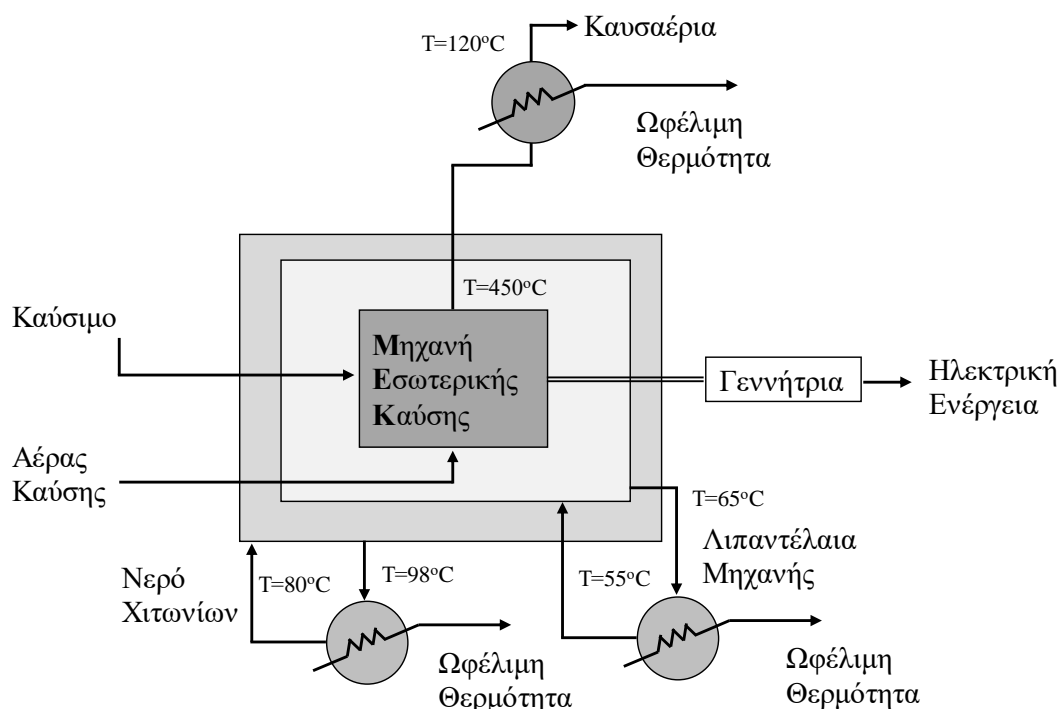 T=120°C
Καυσαέρια
Ωφέλιμη
Θερμότητα
T=450°C
Καύσιμο
Μηχανή
Εσωτερικής
Καύσης
Γεννήτρια
Ηλεκτρική
Ενέργεια
Αέρας
Καύσης
T=65°C
Λιπαντέλαια
Μηχανής
Νερό
Χιτωνίων
T=80°C
T=98°C
T=55°C
Ωφέλιμη
Θερμότητα
Ωφέλιμη
Θερμότητα